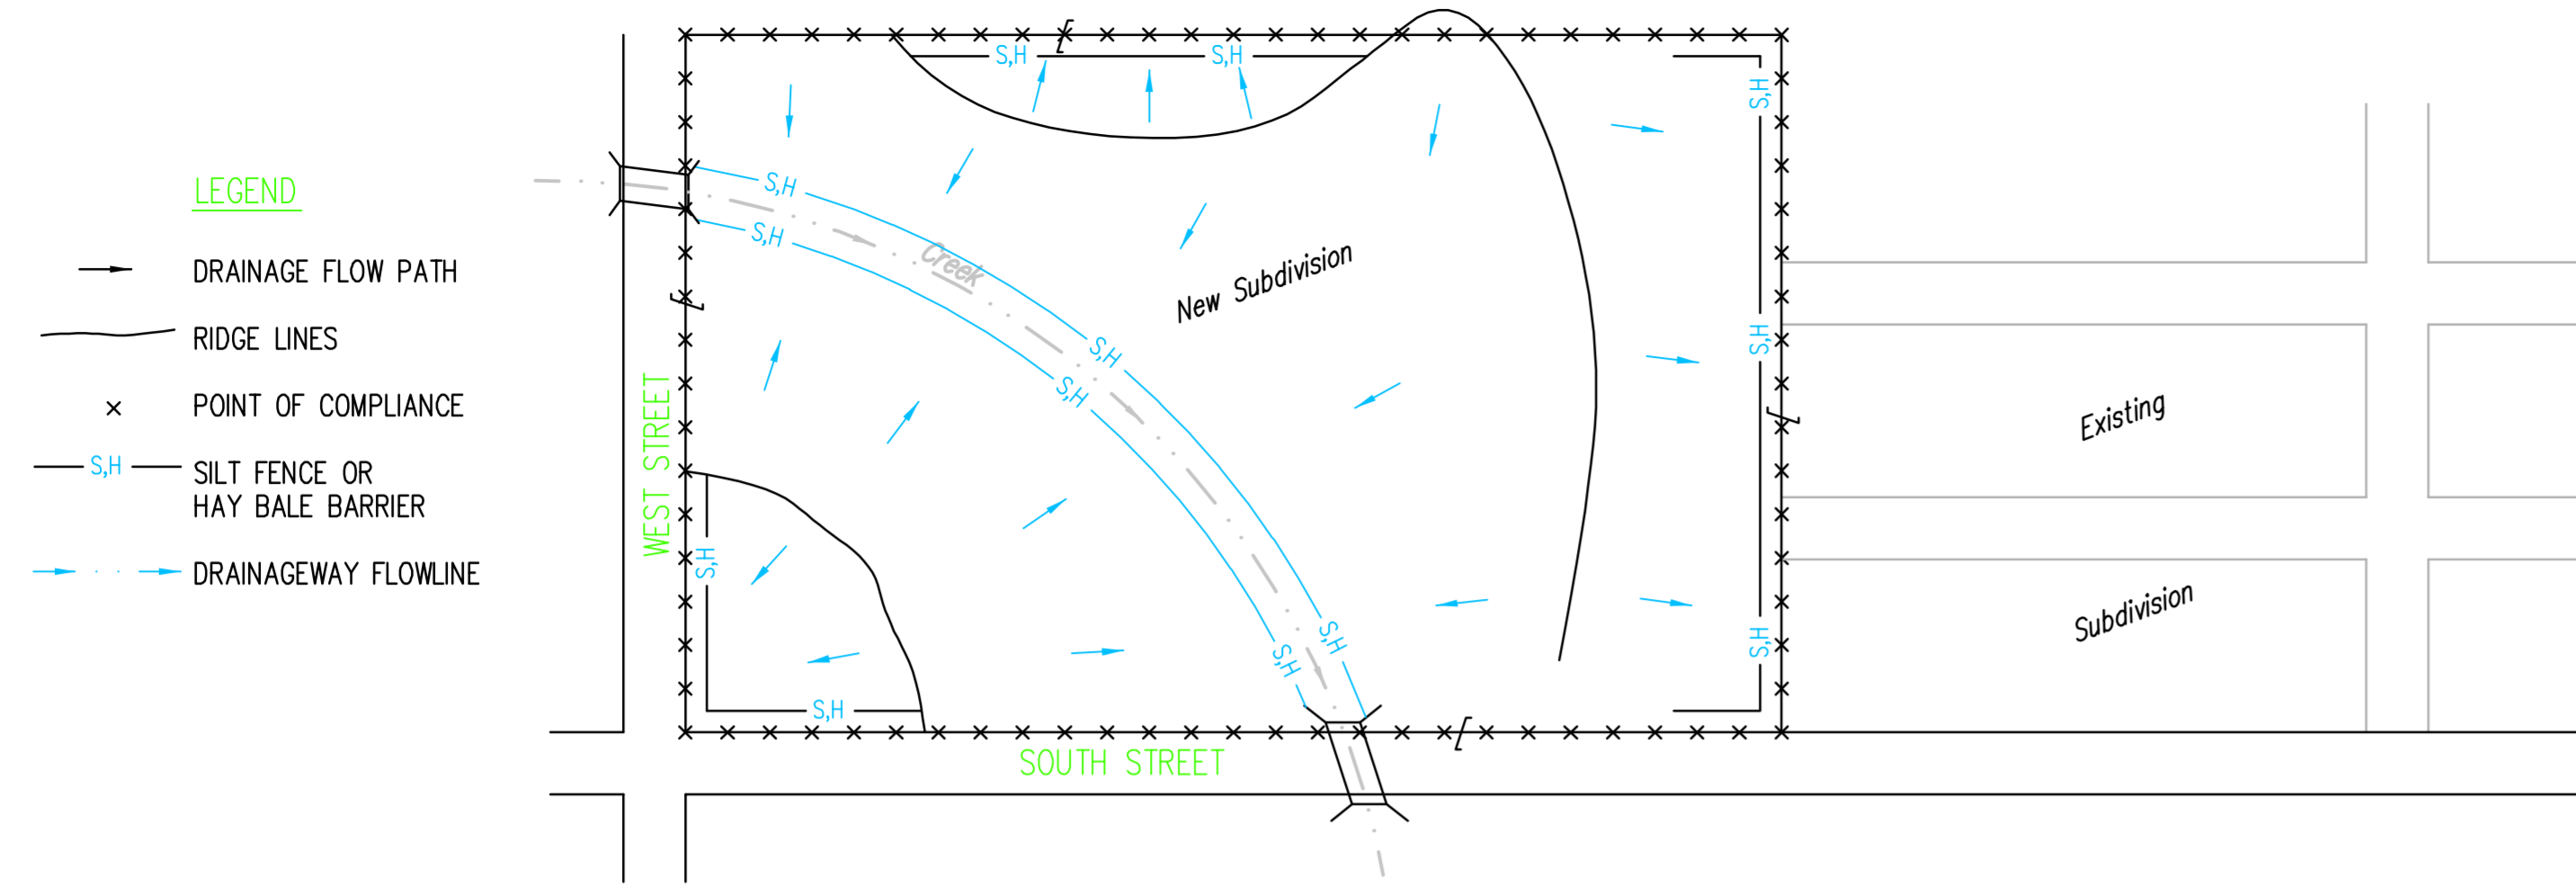 LEGEND
DRAINAGE FLOW PATH
RIDGE LINES
POINT OF COMPLIANCE
S,H
SILT FENCE OR
HAY BALE BARRIER
DRAINAGEWAY FLOWLINE
S,H
S,H
S,H
S,H
S,H
Creek
New Subdivision
S,H
S,H
S,H
WEST STREET
Existing
S,H
Subdivision
S,H
S,H
S,H
S,H
SOUTH STREET